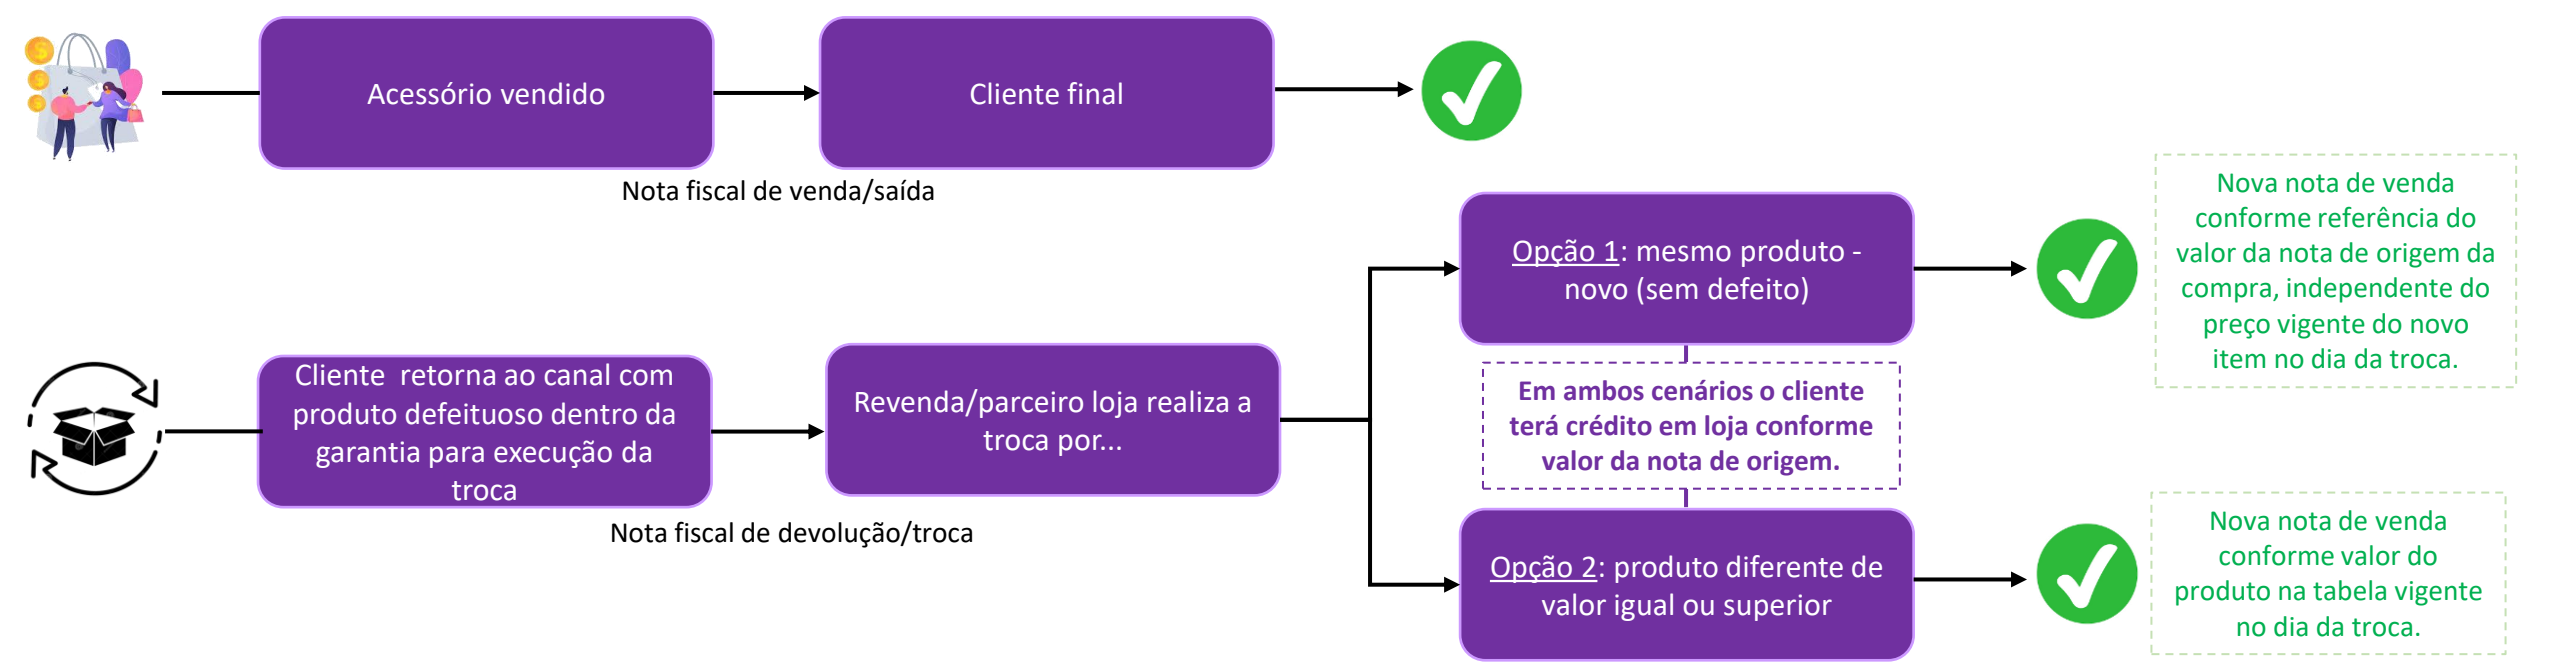 Acessório vendido
Cliente final
Nota fiscal de venda/saída
Cliente  retorna ao canal com
produto defeituoso dentro da
garantia para execução da
troca
Nota fiscal de devolução/troca
Revenda/parceiro loja realiza a
troca por...
Opção 1: mesmo produto -
novo (sem defeito)
Em ambos cenários o cliente
terá crédito em loja conforme
valor da nota de origem.
Opção 2: produto diferente de
valor igual ou superior
Nova nota de venda
conforme referência do
valor da nota de origem da
compra, independente do
preço vigente do novo
item no dia da troca.
Nova nota de venda
conforme valor do
produto na tabela vigente
no dia da troca.